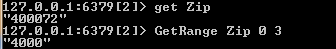 127.0.0.1:6379[2]> get Zip
"400072"
127.0.0.1:6379[2]> GetRange Zip 0 3
"4000"